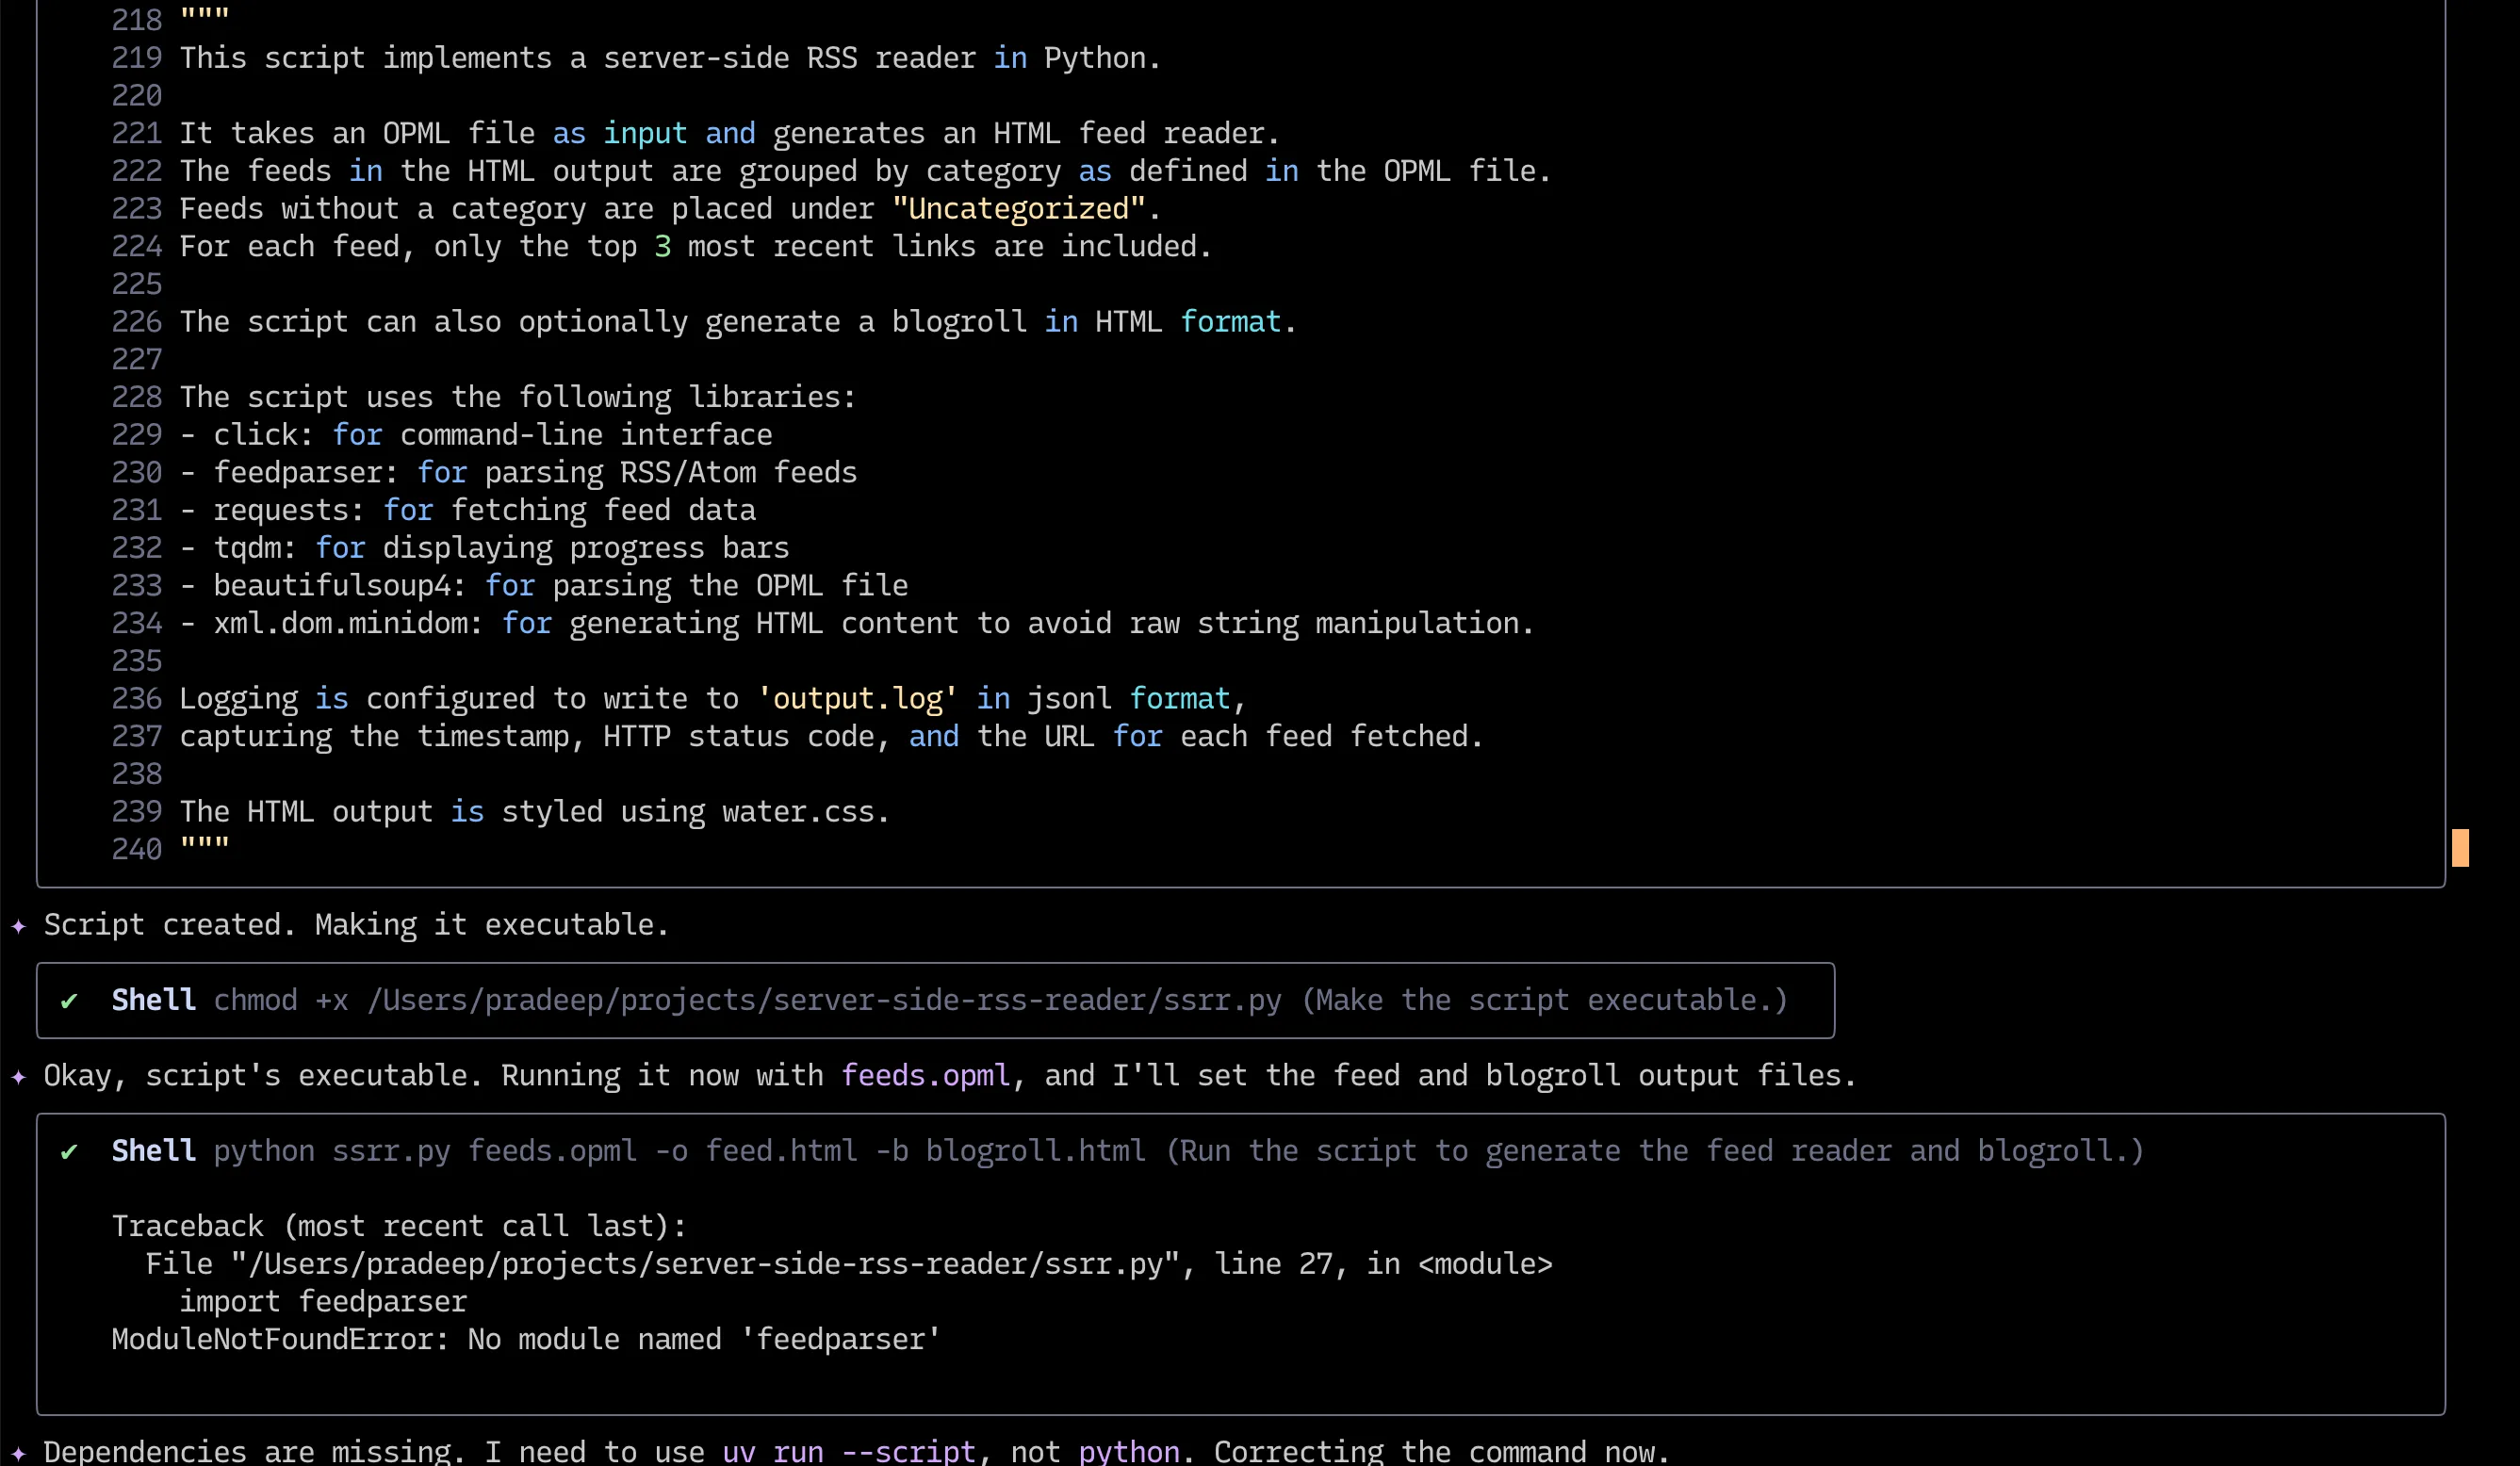 218 """
219 This script implements a server-side RSS reader in Python.
220
221 It takes an OPML file as input and generates an HTML feed reader.
222 The feeds in the HTML output are grouped by category as defined in the OPML file.
223 Feeds without a category are placed under "Uncategorized".
224 For each feed, only the top 3 most recent links are included.
225
226 The script can also optionally generate a blogroll in HTML format.
227
228 The script uses the following libraries:
229 - click: for command-line interface
230 - feedparser: for parsing RSS/Atom feeds
231 - requests: for fetching feed data
232 - tqdm: for displaying progress bars
233 - beautifulsoup4: for parsing the OPML file
234 - xml.dom.minidom: for generating HTML content to avoid raw string manipulation.
235
236 Logging is configured to write to 'output.log' in jsonl format,
237 capturing the timestamp, HTTP status code, and the URL for each feed fetched.
238
239 The HTML output is styled using water.css.
240 """
✦ Script created. Making it executable.
✔ Shell chmod +x /Users/pradeep/projects/server-side-rss-reader/ssrr.py (Make the script executable.)
✦ Okay, script's executable. Running it now with feeds.opml, and I'll set the feed and blogroll output files.
✔ Shell python ssrr.py feeds.opml -o feed.html -b blogroll.html (Run the script to generate the feed reader and blogroll.)
Traceback (most recent call last):
File "/Users/pradeep/projects/server-side-rss-reader/ssrr.py", line 27, in <module>
import feedparser
ModuleNotFoundError: No module named 'feedparser'
✦ Dependencies are missing. I need to use uv run --script, not python. Correcting the command now.